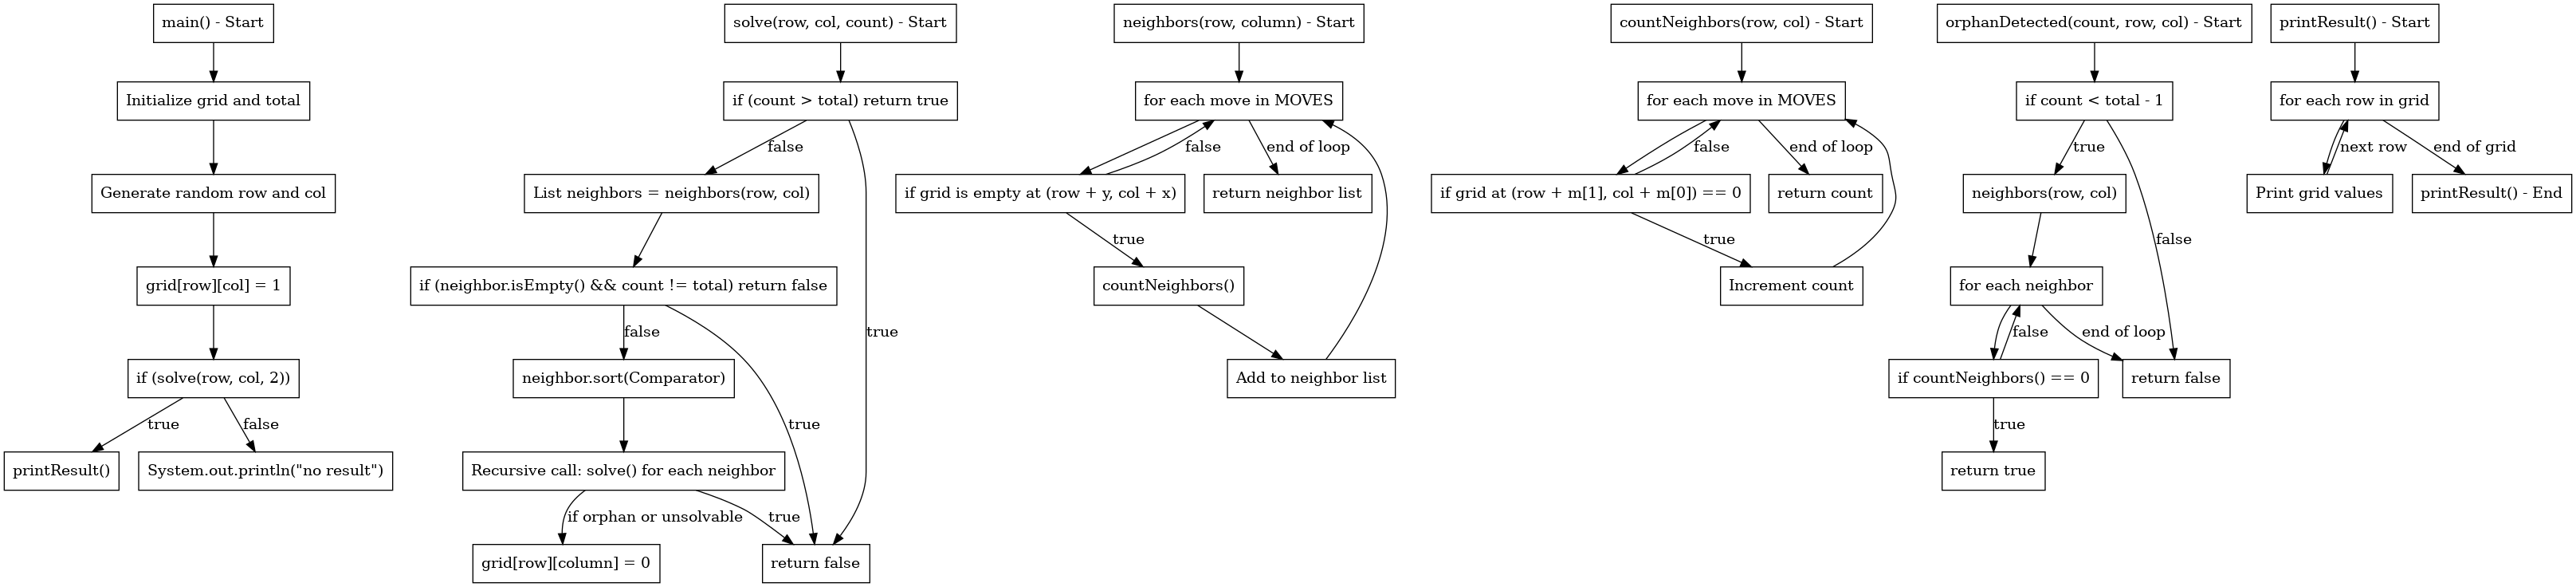 main() - Start
Initialize grid and total
Generate random row and col
grid[row][col] = 1
if (solve(row, col, 2))
true
false
printResult()
System.out.println("no result")
solve(row, col, count) - Start
if (count > total) return true
false
List neighbors = neighbors(row, col)
if (neighbor.isEmpty() && count != total) return false
false
true
neighbor.sort(Comparator)
true
Recursive call: solve() for each neighbor
if orphan or unsolvable
true
grid[row][column] = 0
return false
neighbors(row, column) - Start
for each move in MOVES
false
end of loop
if grid is empty at (row + y, col + x)
return neighbor list
true
countNeighbors()
Add to neighbor list
countNeighbors(row, col) - Start
for each move in MOVES
false
end of loop
if grid at (row + m[1], col + m[0]) == 0
return count
true
Increment count
orphanDetected(count, row, col) - Start
if count < total - 1
true
neighbors(row, col)
false
for each neighbor
false
end of loop
if countNeighbors() == 0
return false
true
return true
printResult() - Start
for each row in grid
next row
end of grid
Print grid values
printResult() - End